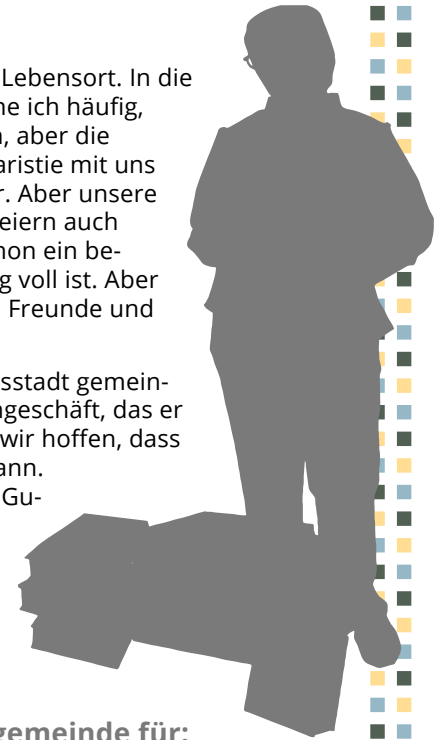 Lebensort. In die
ne ich häufig,
n, aber die
aristie mit uns
r. Aber unsere
eiern auch
hon ein be-
g voll ist. Aber
Freunde und
sstadt gemein-
ngeschäft, das er
wir hoffen, dass
ann.
Gu-
gemeinde für: